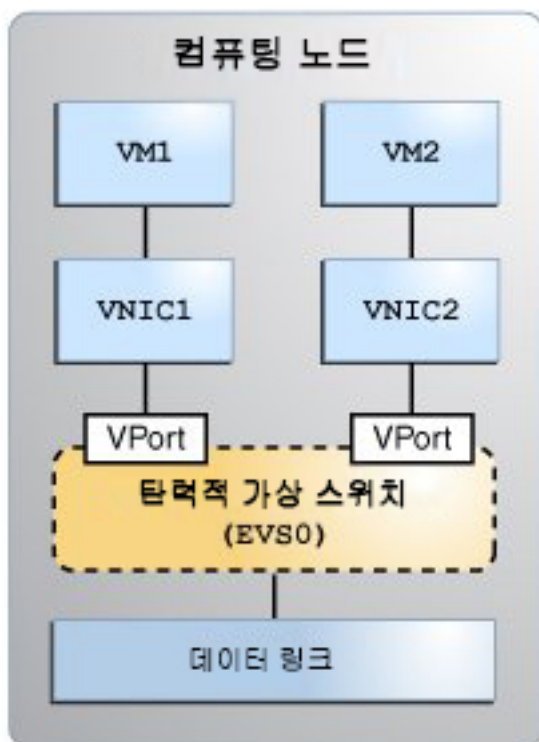 컴퓨팅 노드
VM1
VM2
VNIC1
VNIC2
VPort
VPort
탄력적 가상 스위치
(EVS0)
데이터 링크